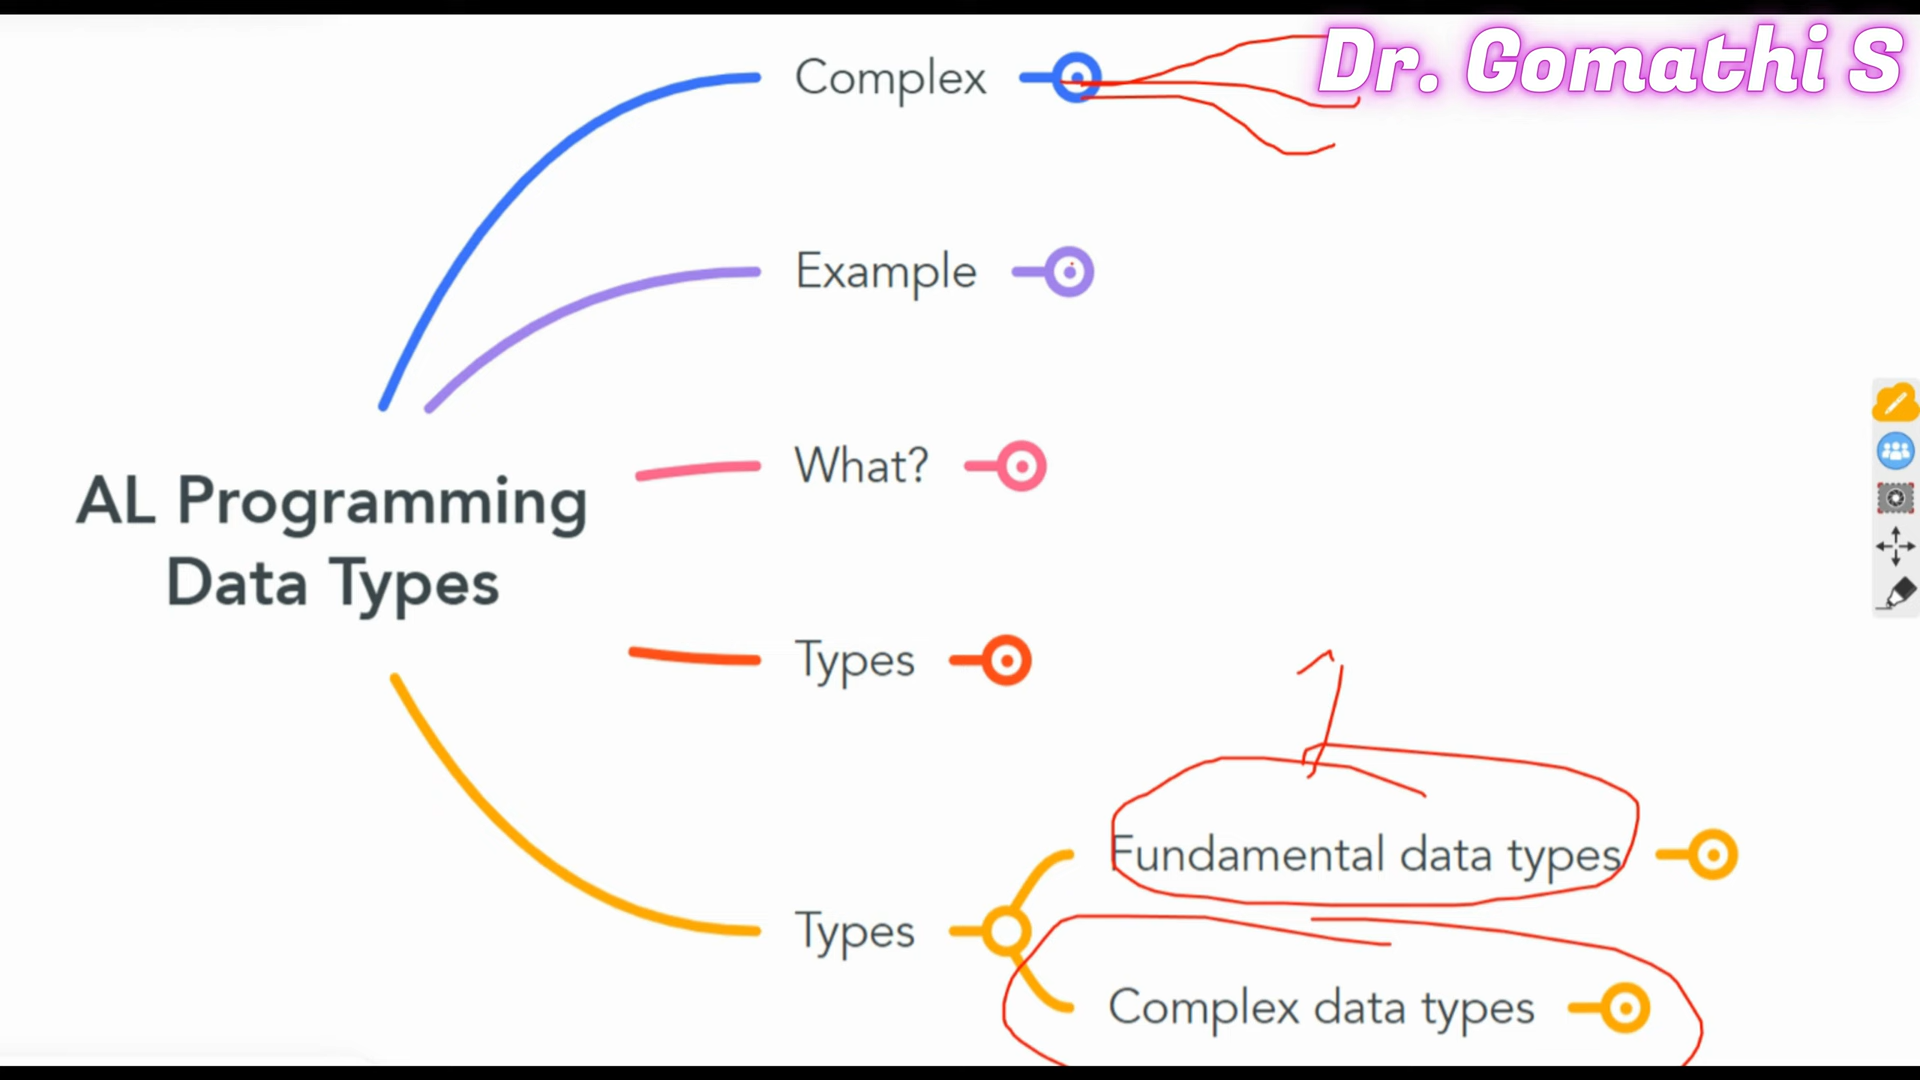 Dr. Gomathi S
Complex
Example
What?
AL Programming
Data Types
Types
Fundamental data types
Types
Complex data types